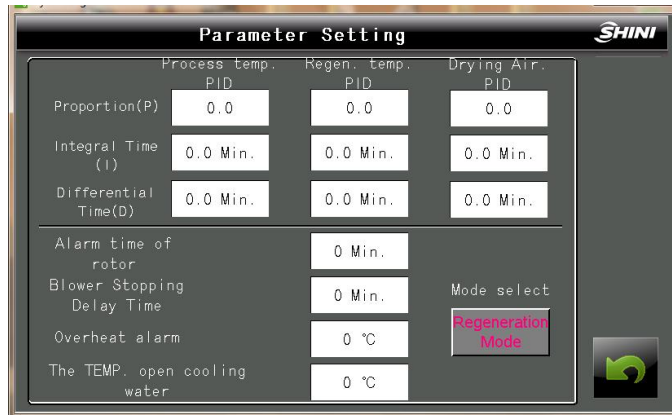 Parameter Setting
SHINI
Process temp. Regen. temp. Drying Air.
PID PID PID
Proportion(P) 0.0 0.0 0.0
Integral Time
(I) 0.0 Min. 0.0 Min. 0.0 Min.
Differential
Time(D) 0.0 Min. 0.0 Min. 0.0 Min.
Alarm time of
rotor 0 Min.
Blower Stopping
Delay Time 0 Min.
Mode select
Overheat alarm 0 °C
Regeneration
Mode
The TEMP. open cooling
water 0 °C